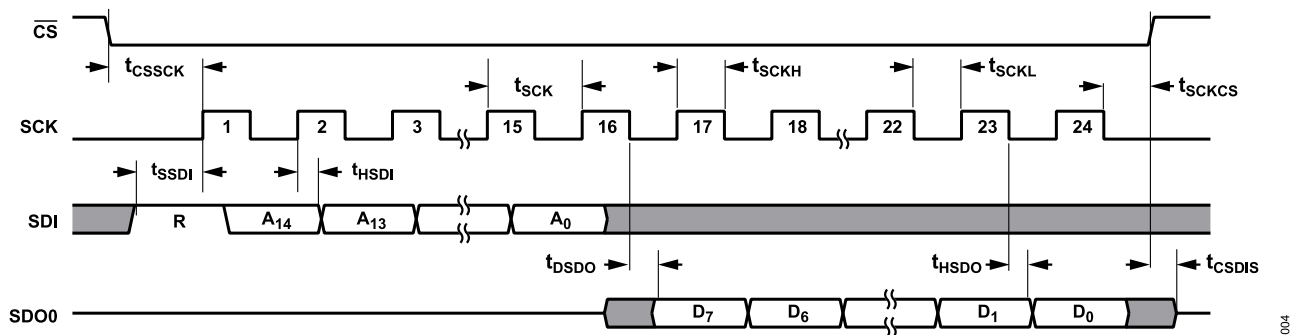 CS
tCSSCK
tSCK
tSCKH
tSCKL
tSCKCS
SCK
1 2 3 15 16 17 18 22 23 24
tSSDI
tHSDI
SDI
R A14 A13 A0
tDSDO
tHSDO
tCSDIS
SDO0
D7 D6 D1 D0
004